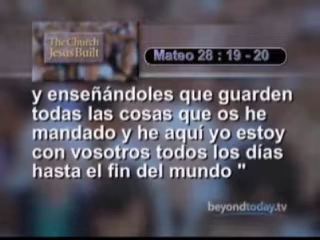 The Church
Jesus Built
Mateo 28 : 19 - 20
y enseñándoles que guarden
todas las cosas que os he
mandado y he aquí yo estoy
con vosotros todos los días
hasta el fin del mundo "
beyondtoday.tv